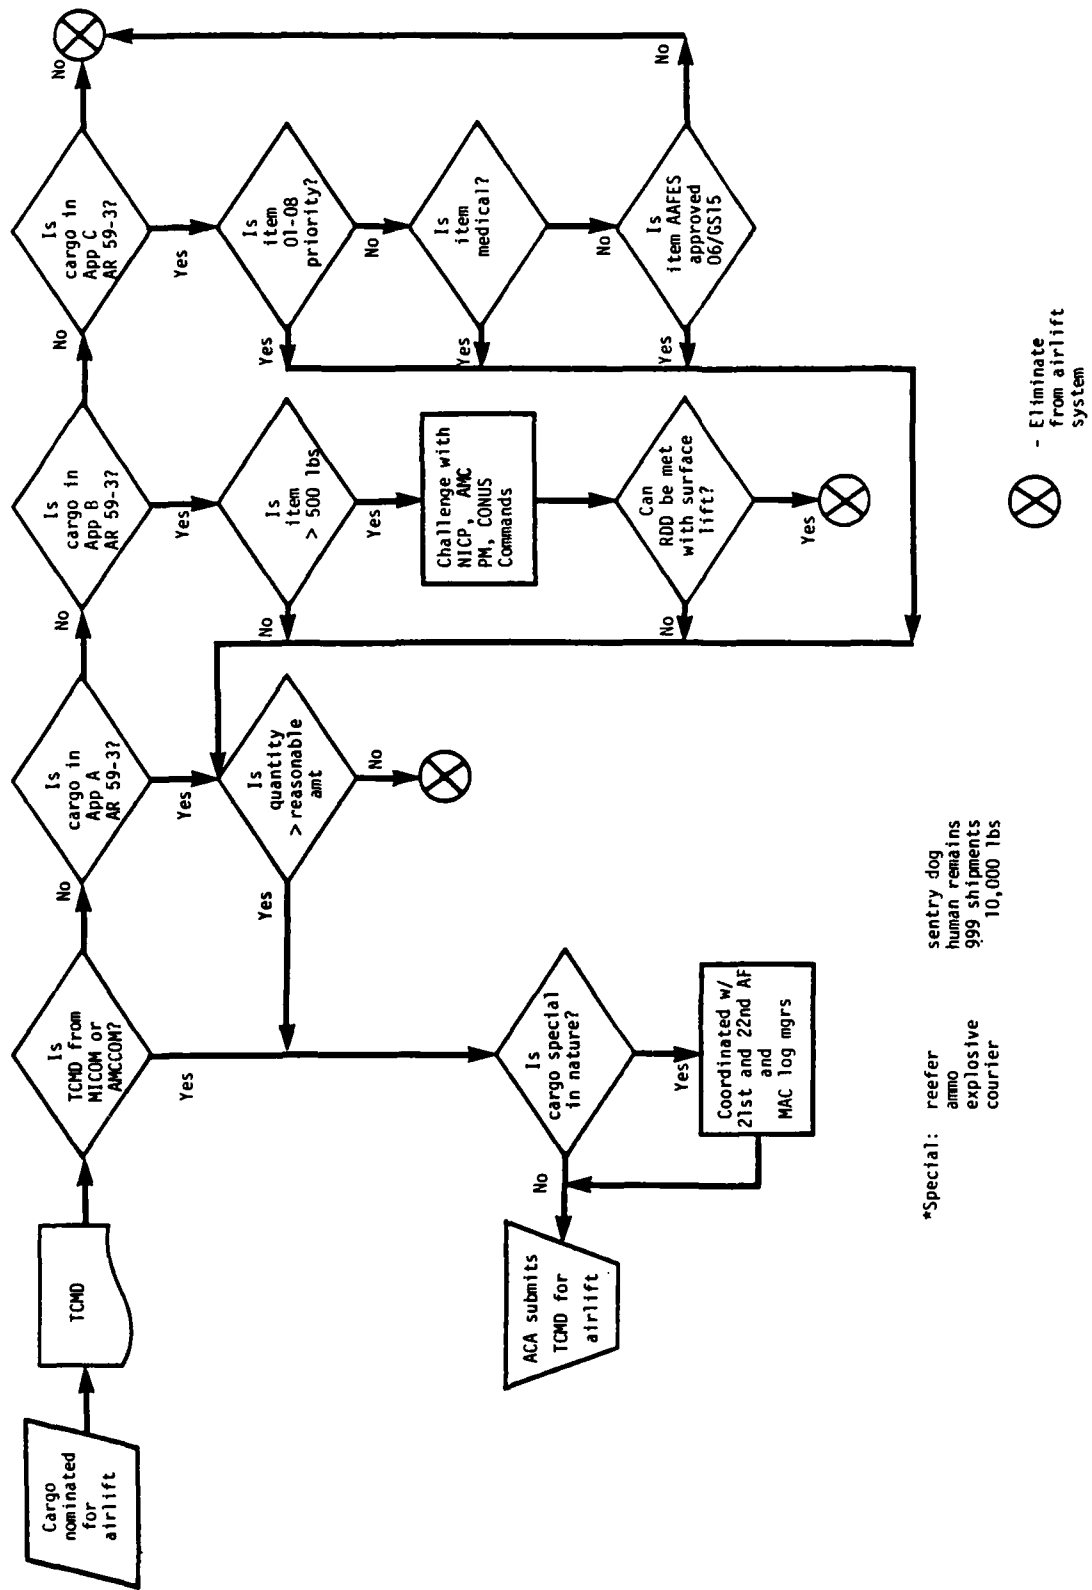 Cargo
nominated
for
airlift
TCMD
Is
TCMD from
MICOM or
AMCCOM?
No
Yes
Is
cargo in
App A
AR 59-3?
No
Yes
Is
cargo in
App B
AR 59-3?
No
Yes
Is
cargo in
App C
AR 59-3?
No
Yes
Is
quantity
> reasonable
amt
Yes
No
Is
item
> 500 lbs
No
Yes
Challenge with
NICP, AMC
PM, CONUS
Commands
Can
RDD be met
with surface
lift?
No
Yes
Is
item
01-08
priority?
Yes
No
Is
item
medical?
Yes
No
Is
item AAFES
approved
06/GS15
Yes
No
Is
cargo special
in nature?
No
Yes
Coordinated w/
21st and 22nd AF
and
MAC log mgrs
ACA submits
TCMD for
airlift
*Special: reefer sentry dog
ammo human remains
explosive 999 shipments
courier 10,000 lbs
- Eliminate
from airlift
system